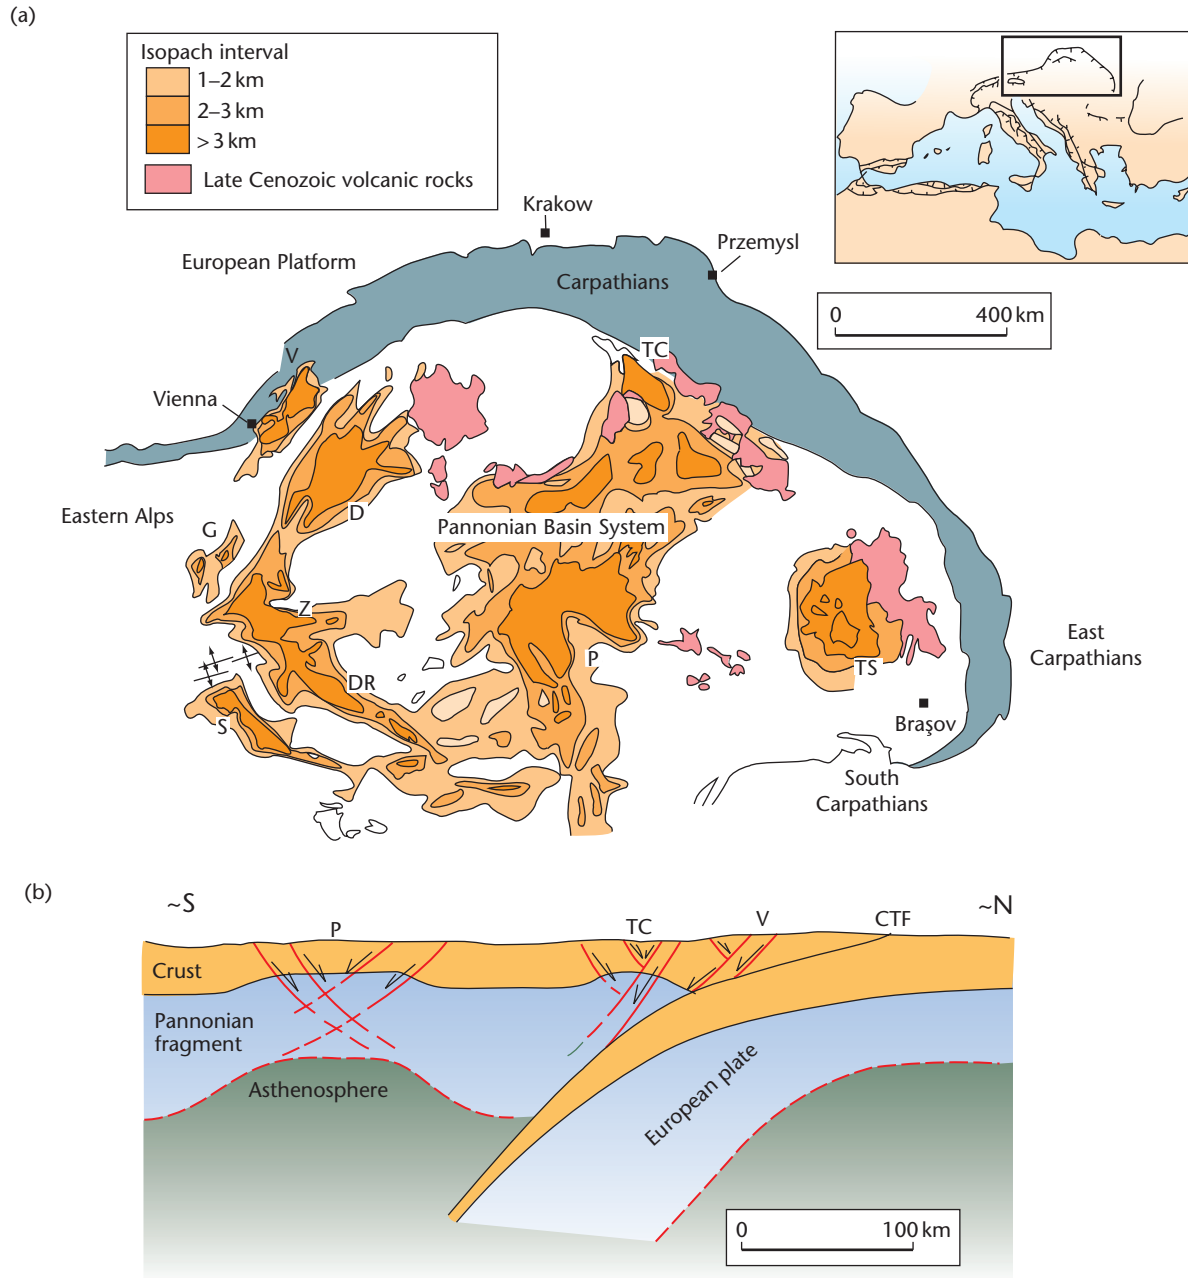 (a)
Isopach interval
1–2 km
2–3 km
> 3 km
Late Cenozoic volcanic rocks
Krakow
European Platform
Przemysl
Carpathians
0 400 km
V
TC
Vienna
Eastern Alps
G
D
Pannonian Basin System
Z
P
DR
S
TS
East
Carpathians
Braşov
South
Carpathians
(b)
~S
~N
P
TC
V
CTF
Crust
Pannonian
fragment
Asthenosphere
European plate
0 100 km